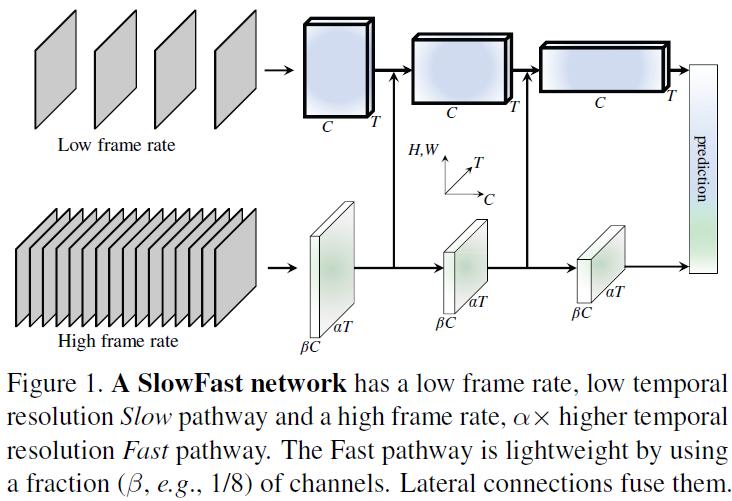 C
T
C
T
C
T
Low frame rate
H,W
T
C
prediction
αT
βC
αT
βC
αT
βC
High frame rate
Figure 1. A SlowFast network has a low frame rate, low temporal
resolution Slow pathway and a high frame rate, α× higher temporal
resolution Fast pathway. The Fast pathway is lightweight by using
a fraction (β, e.g., 1/8) of channels. Lateral connections fuse them.